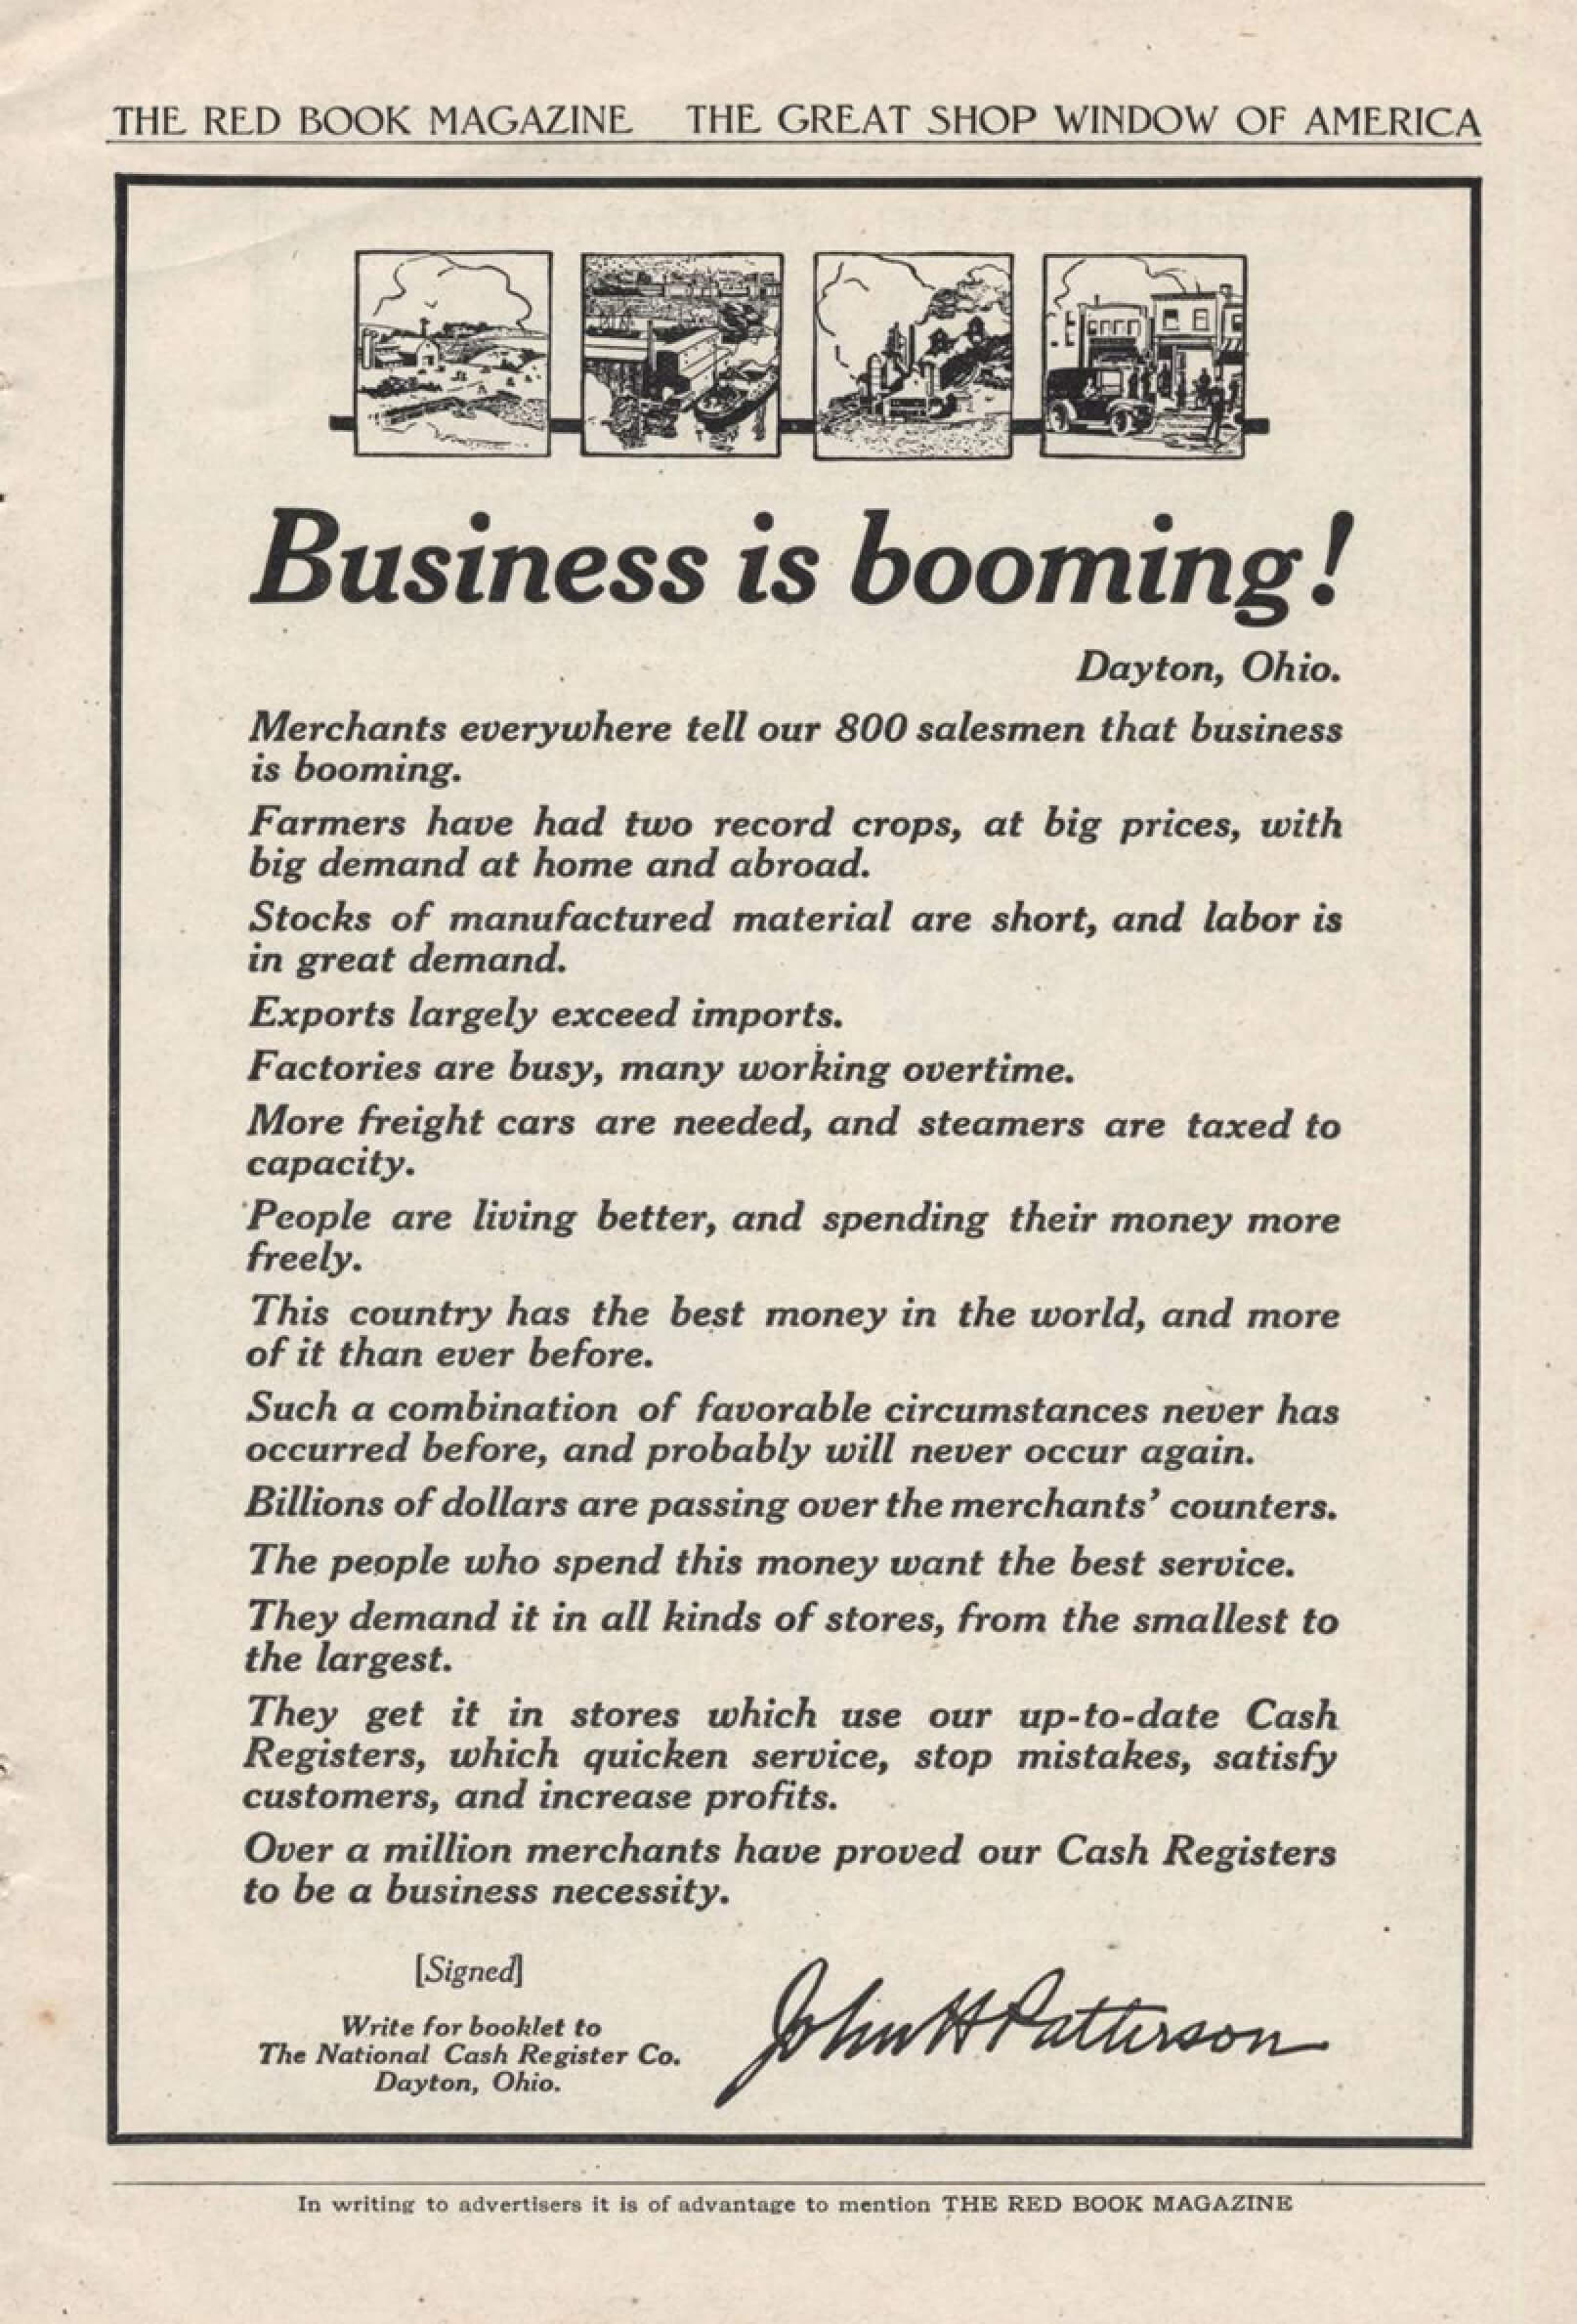 THE RED BOOK MAGAZINE THE GREAT SHOP WINDOW OF AMERICA
Business is booming!
Dayton, Ohio.
Merchants everywhere tell our 800 salesmen that business
is booming.
Farmers have had two record crops, at big prices, with
big demand at home and abroad.
Stocks of manufactured material are short, and labor is
in great demand.
Exports largely exceed imports.
Factories are busy, many working overtime.
More freight cars are needed, and steamers are taxed to
capacity.
People are living better, and spending their money more
freely.
This country has the best money in the world, and more
of it than ever before.
Such a combination of favorable circumstances never has
occurred before, and probably will never occur again.
Billions of dollars are passing over the merchants' counters.
The people who spend this money want the best service.
They demand it in all kinds of stores, from the smallest to
the largest.
They get it in stores which use our up-to-date Cash
Registers, which quicken service, stop mistakes, satisfy
customers, and increase profits.
Over a million merchants have proved our Cash Registers
to be a business necessity.
[Signed]
John H Patterson
Write for booklet to
The National Cash Register Co.
Dayton, Ohio.
In writing to advertisers it is of advantage to mention THE RED BOOK MAGAZINE